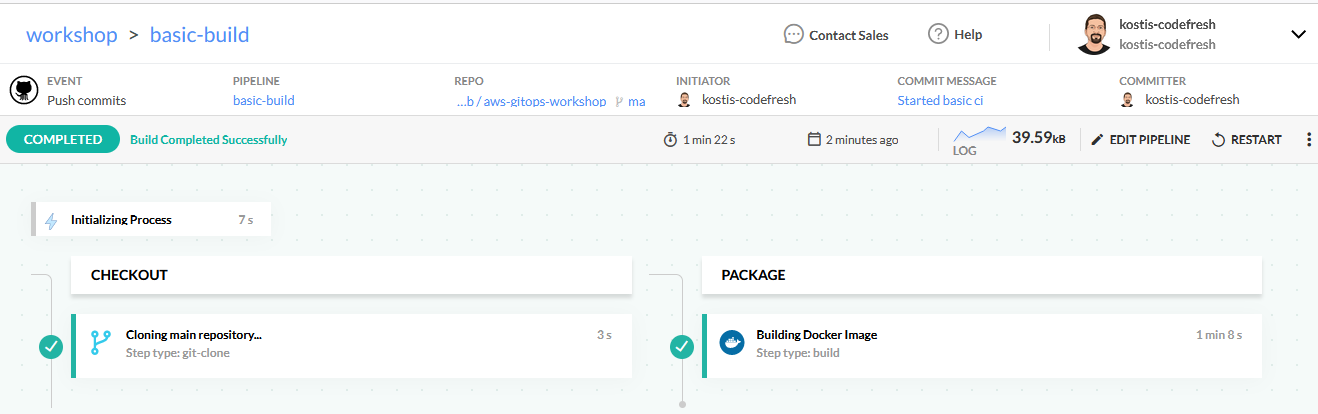 workshop > basic-build
Contact Sales
Help
kostis-codefresh
kostis-codefresh
EVENT
Push commits
PIPELINE
basic-build
REPO
...b / aws-gitops-workshop ma
INITIATOR
kostis-codefresh
COMMIT MESSAGE
Started basic ci
COMMITTER
kostis-codefresh
COMPLETED
Build Completed Successfully
1 min 22 s
2 minutes ago
LOG
39.59kB
EDIT PIPELINE
RESTART
Initializing Process 7 s
CHECKOUT
Cloning main repository... 3 s
Step type: git-clone
PACKAGE
Building Docker Image 1 min 8 s
Step type: build